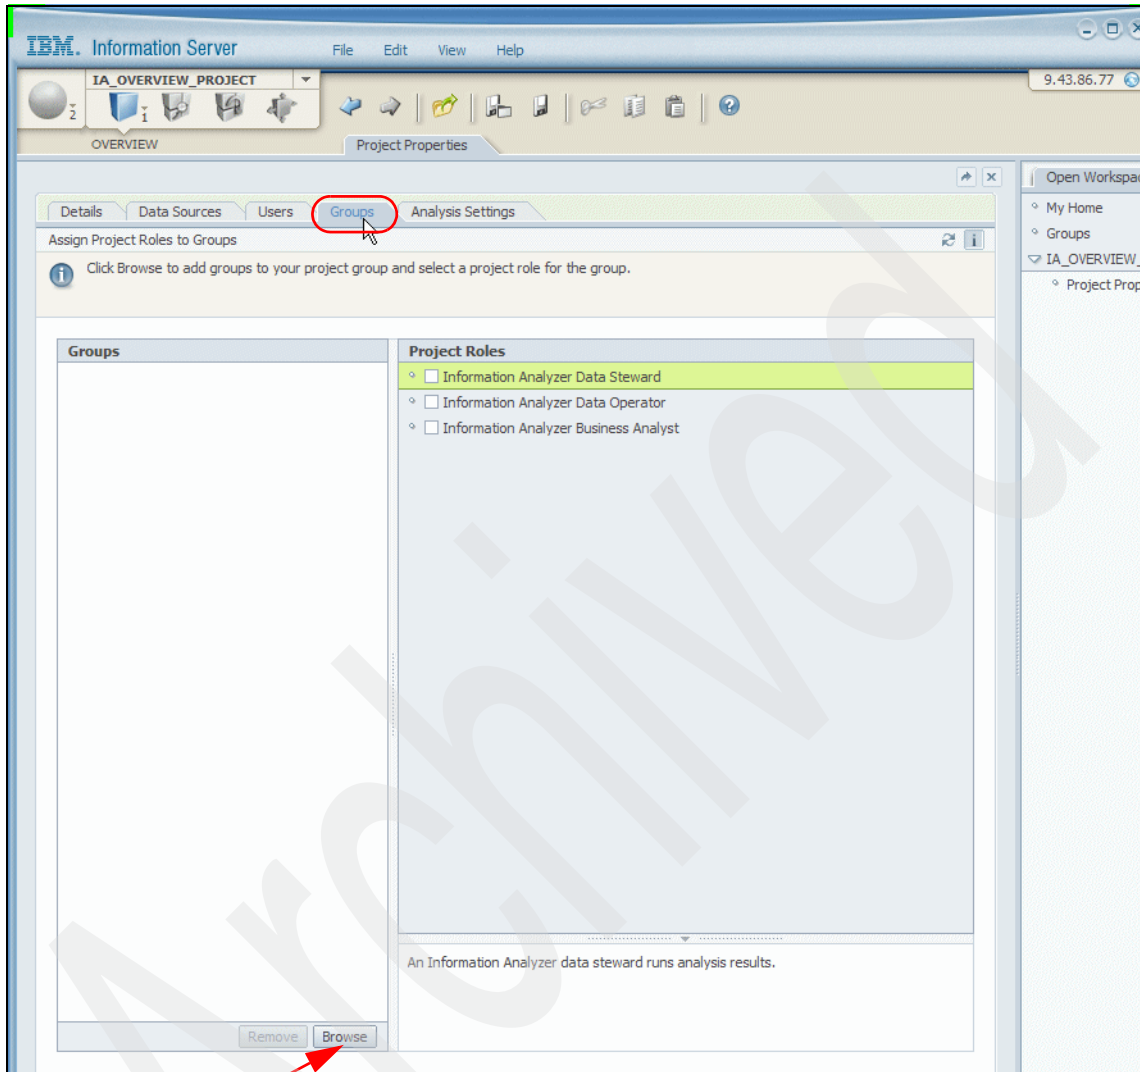 IBM. Information Server File Edit View Help
IA_OVERVIEW_PROJECT
9.43.86.77
2 1
OVERVIEW
Project Properties
Open Workspac
Details Data Sources Users Groups Analysis Settings
My Home
Assign Project Roles to Groups
i
Groups
Click Browse to add groups to your project group and select a project role for the group.
IA_OVERVIEW_
Project Prop
Groups
Project Roles
Information Analyzer Data Steward
Information Analyzer Data Operator
Information Analyzer Business Analyst
An Information Analyzer data steward runs analysis results.
Remove Browse
Archived